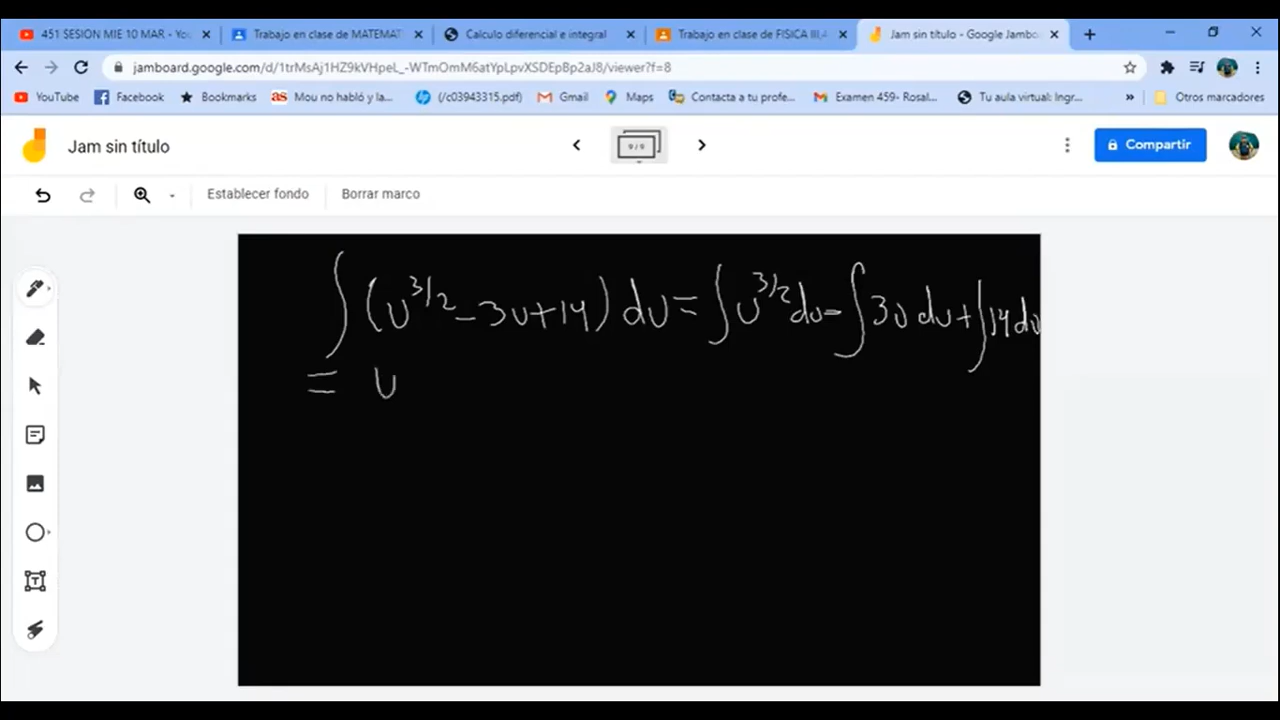 451 SESION MIE 10 MAR - You
Trabajo en clase de MATEMAT
Calculo diferencial e integral
Trabajo en clase de FISICA III,4
Jam sin título - Google Jambo
jamboard.google.com/d/1trMsAj1HZ9kVHpeL_-WTmOmM6atYpLpvXSDEpBp2aJ8/viewer?f=8
YouTube Facebook Bookmarks as Mou no habló y la... (/c03943315.pdf) Gmail Maps Contacta a tu profe... Examen 459- Rosal... Tu aula virtual: Ingr... » Otros marcadores
Jam sin título
9 / 9
Compartir
Establecer fondo Borrar marco
∫(u^3/2 - 3u + 14) du = ∫u^3/2 du - ∫3u du + ∫14 du
= u